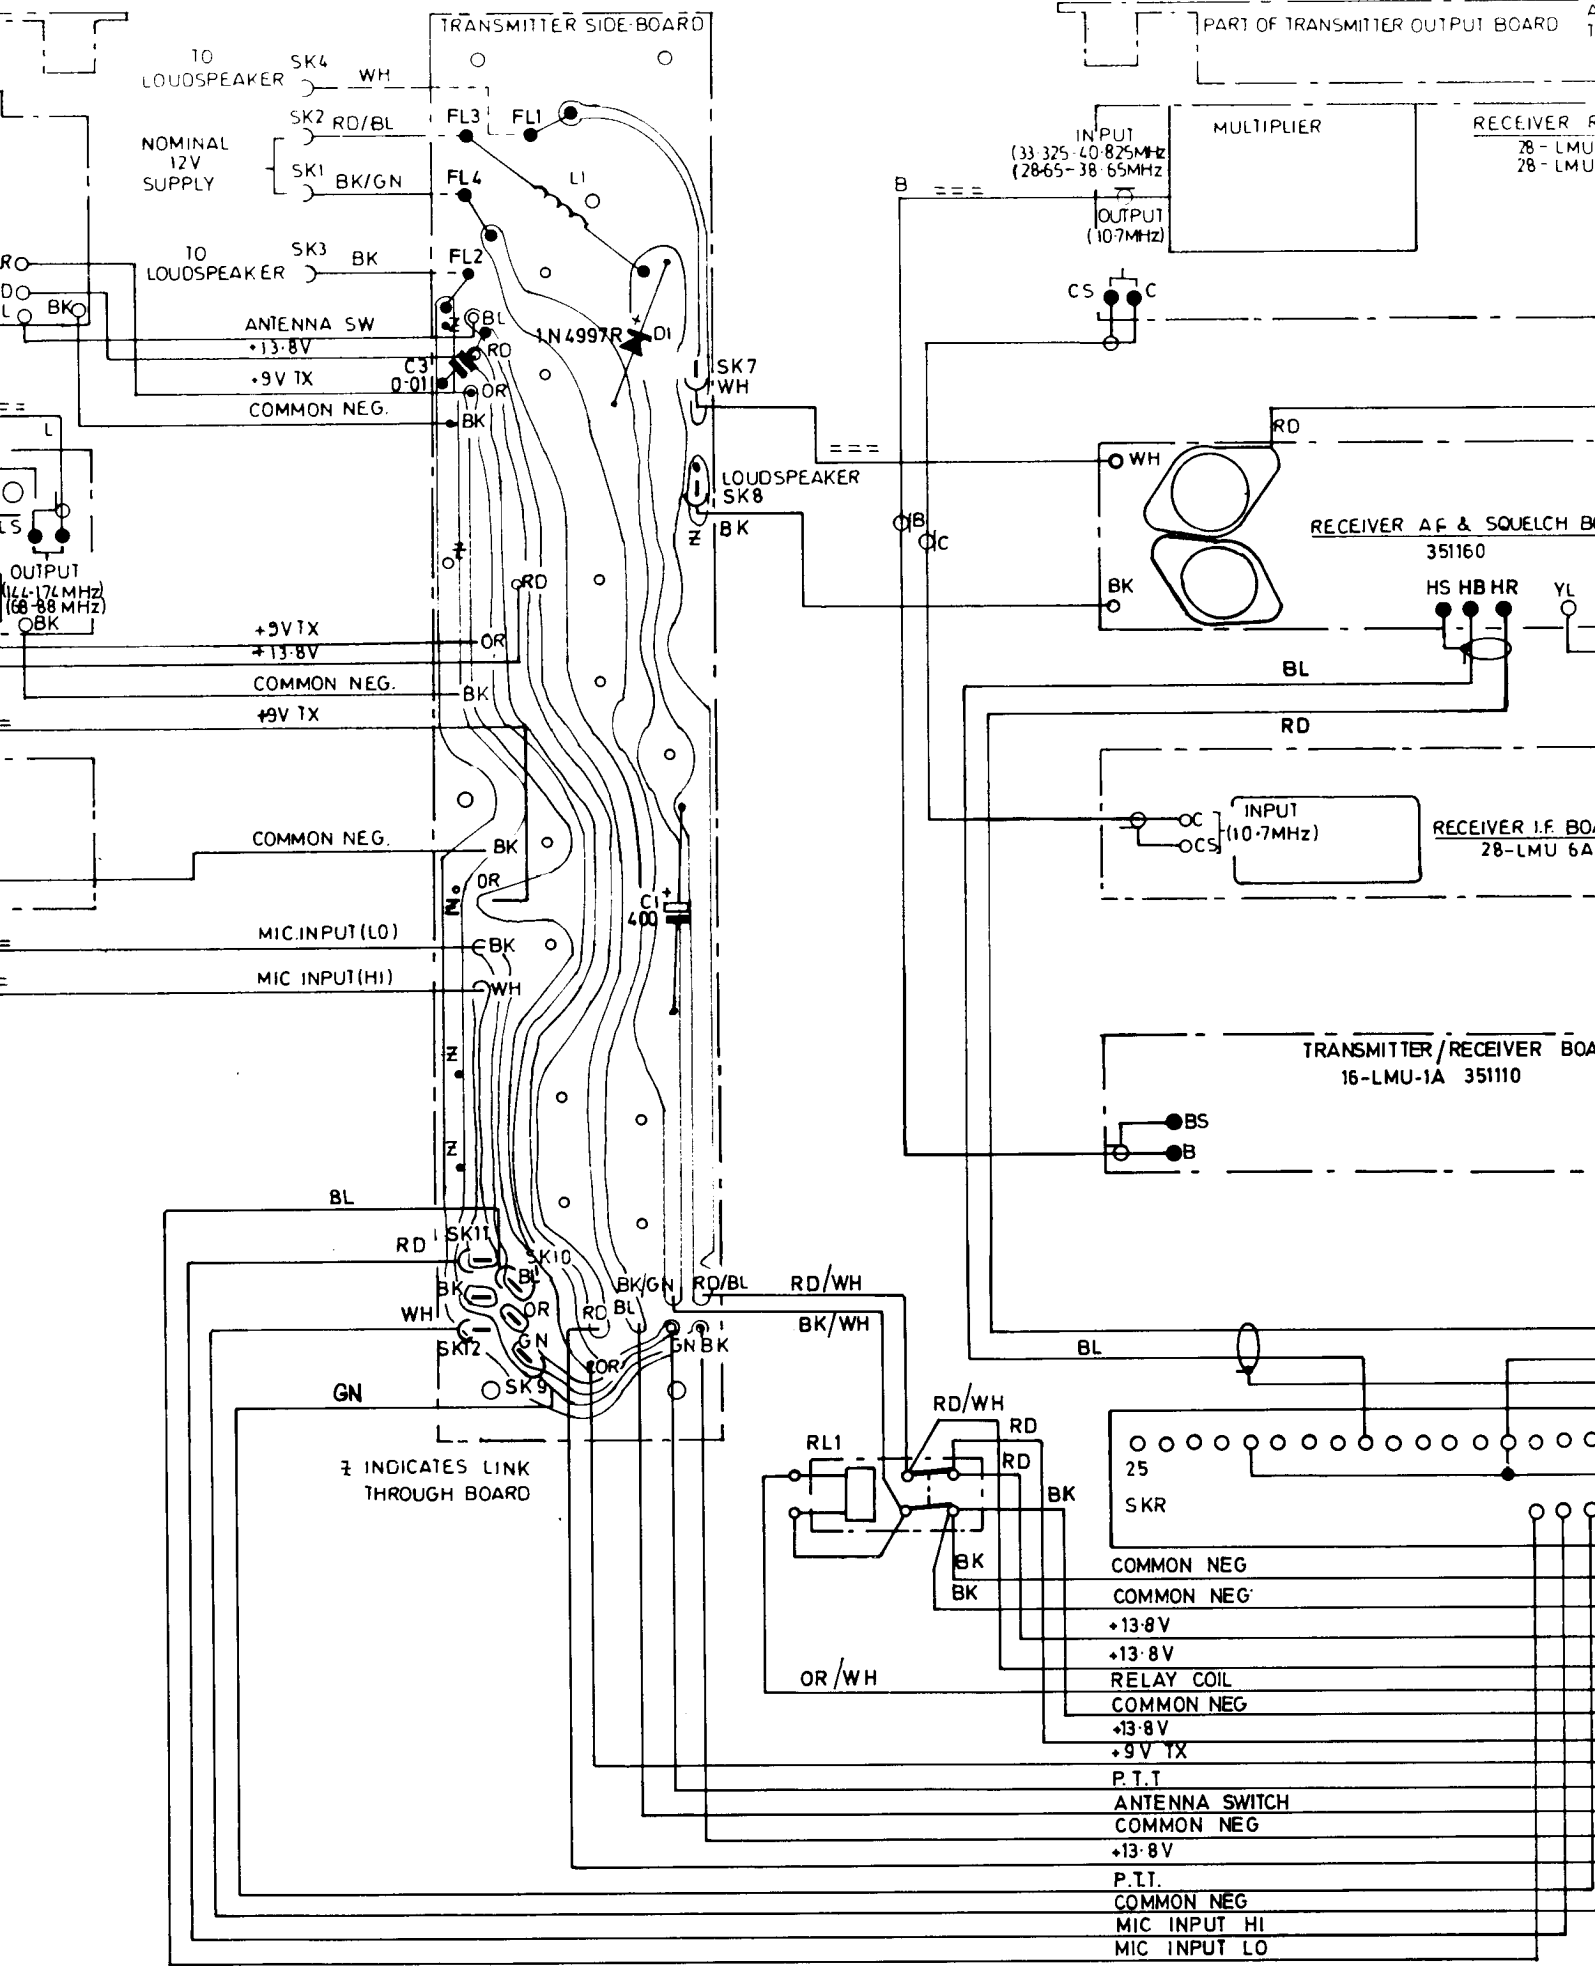 TRANSMITTER SIDE-BOARD
PART OF TRANSMITTER OUTPUT BOARD
TO
LOUDSPEAKER
SK4
WH
SK2
RD/BL
FL3
FL1
NOMINAL
12V
SUPPLY
SK1
BK/GN
FL4
L1
TO
LOUDSPEAKER
SK3
BK
FL2
INPUT
(33·325-40·825MHz
(28·65-38·65MHz
MULTIPLIER
RECEIVER
28-LMU
28-LMU
B
===
OUTPUT
(10·7MHz)
CS
C
R
D
L
BK
ANTENNA SW
+13·8V
+9V TX
COMMON NEG.
Z
BL
RD
C3
0·01
OR
BK
1N4997R
+
D1
SK7
WH
===
L
LS
OUTPUT
(144-174MHz)
(68-88MHz)
BK
Z
RD
LOUDSPEAKER
SK8
BK
Z
B
C
RD
WH
RECEIVER A.F. & SQUELCH
351160
BK
HS HB HR
YL
+9V TX
+13·8V
COMMON NEG.
+9V TX
OR
BK
BL
RD
COMMON NEG.
BK
OR
Z
C1
+
400
C
CS
INPUT
(10·7MHz)
RECEIVER I.F.
28-LMU 6A
MIC.INPUT(LO)
BK
MIC INPUT(HI)
WH
Z
Z
TRANSMITTER/RECEIVER
16-LMU-1A 351110
BS
B
BL
RD
SK11
SK10
BK
BL
WH
OR
SK12
GN
SK9
GN
RD
BL
BK/GN
RD/BL
OR
GN
BK
RD/WH
BK/WH
BL
Z INDICATES LINK
THROUGH BOARD
RL1
RD/WH
RD
RD
BK
BK
BK
25
SKR
OR/WH
COMMON NEG
COMMON NEG
+13·8V
+13·8V
RELAY COIL
COMMON NEG
+13·8V
+9V TX
P.T.T
ANTENNA SWITCH
COMMON NEG
+13·8V
P.T.T.
COMMON NEG
MIC INPUT HI
MIC INPUT LO